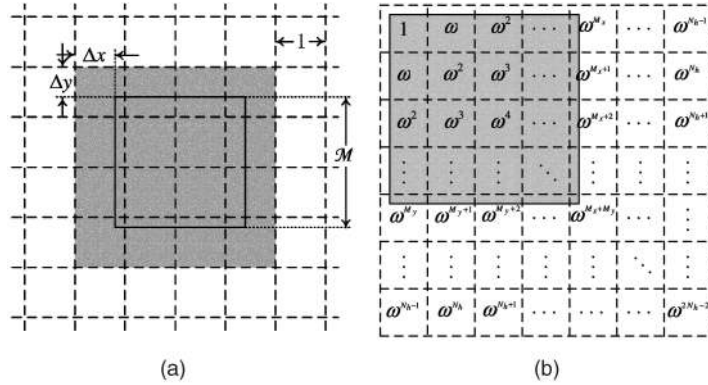 Δx
1
Δy
ℳ
(a)
1 ω ω² ⋯ ω^{M_x} ⋯ ω^{N_h-1}
ω ω² ω³ ⋯ ω^{M_x+1} ⋯ ω^{N_h}
ω² ω³ ω⁴ ⋯ ω^{M_x+2} ⋯ ω^{N_h+1}
⋮ ⋮ ⋮ ⋱ ⋮ ⋮ ⋮
ω^{M_y} ω^{M_y+1} ω^{M_y+2} ⋯ ω^{M_x+M_y} ⋯ ⋮
⋮ ⋮ ⋮ ⋮ ⋮ ⋱ ⋮
ω^{N_h-1} ω^{N_h} ω^{N_h+1} ⋯ ⋯ ⋯ ω^{2N_h-2}
(b)